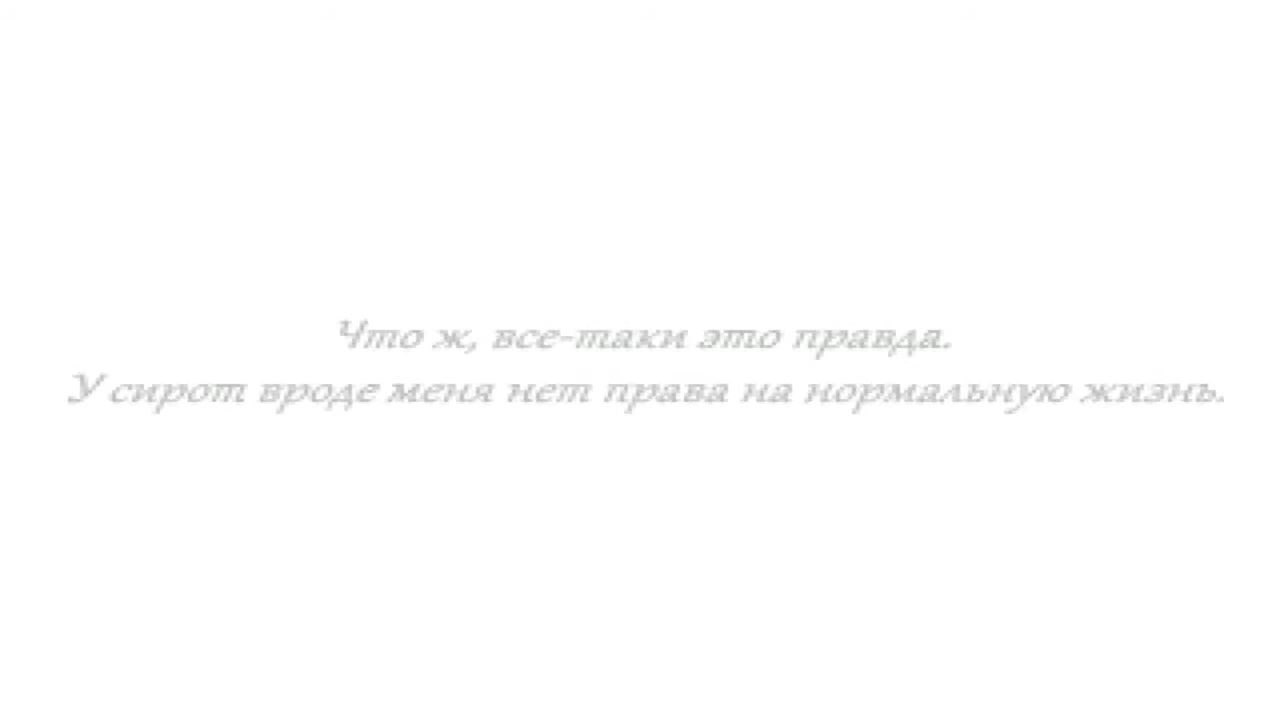 Что ж, все-таки это правда.
У сирот вроде меня нет права на нормальную жизнь.